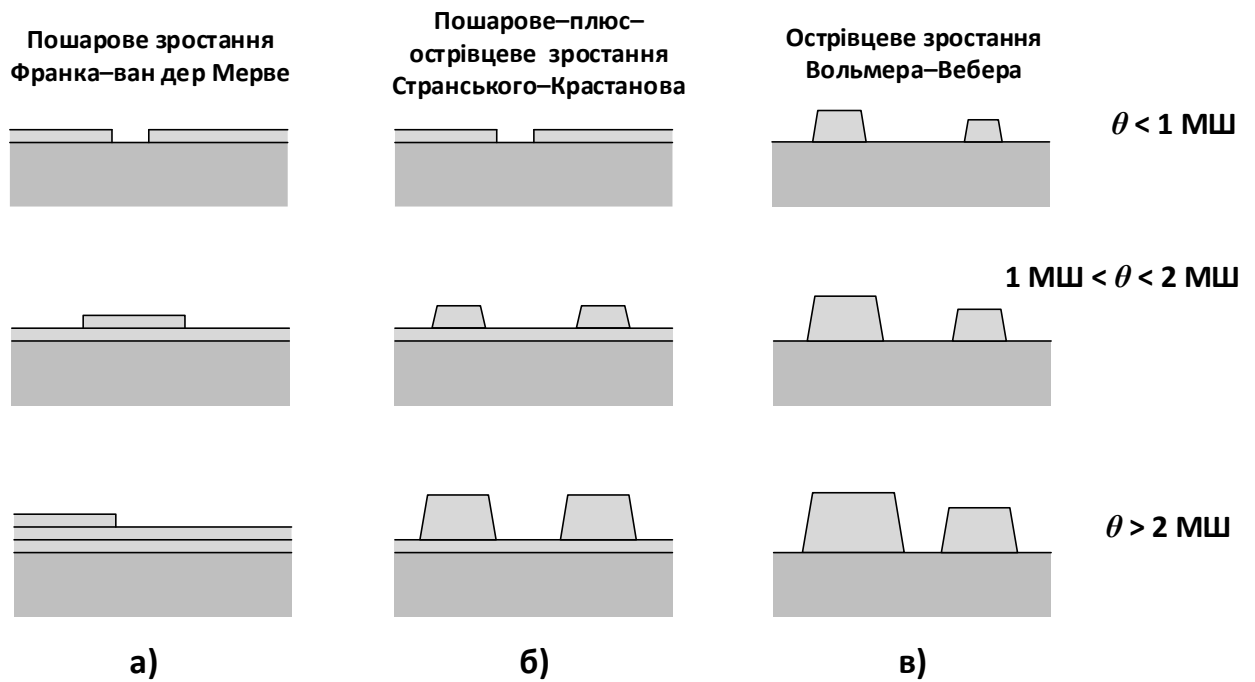 Пошарове зростання
Франка–ван дер Мерве
Пошарове–плюс–
острівцеве зростання
Странського–Крастанова
Острівцеве зростання
Вольмера–Вебера
θ < 1 МШ
1 МШ < θ < 2 МШ
θ > 2 МШ
а)
б)
в)